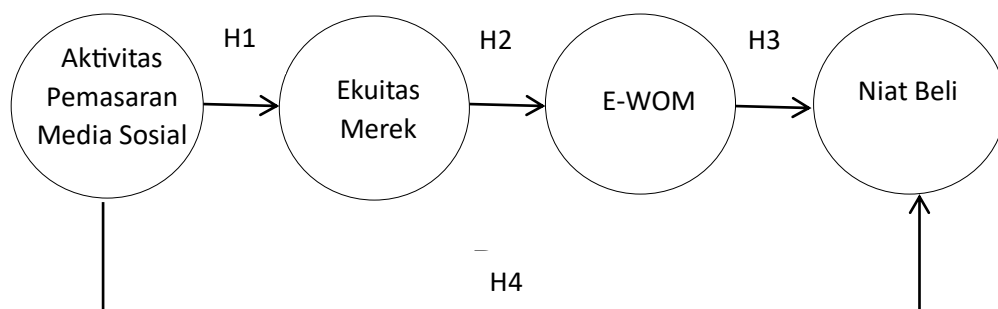 H1
H2
H3
Aktivitas
Pemasaran
Media Sosial
Ekuitas
Merek
E-WOM
Niat Beli
H4